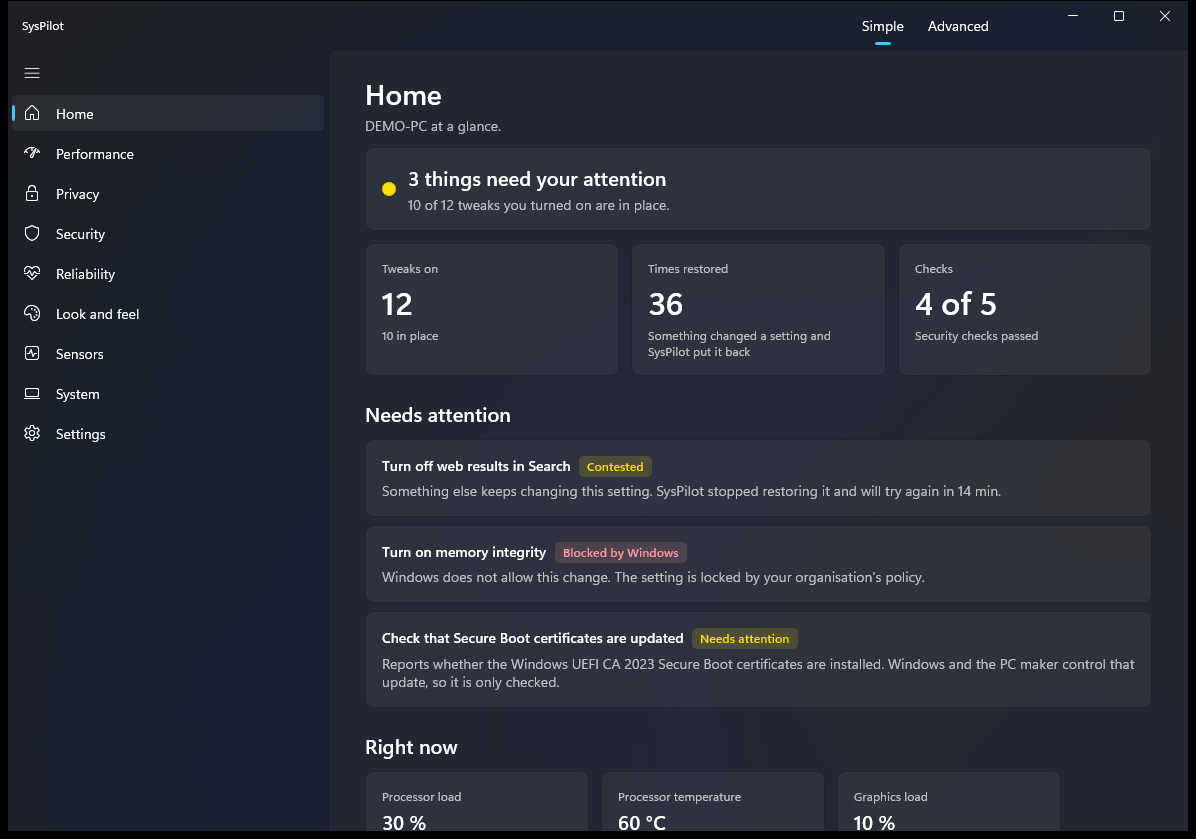 SysPilot
Simple
Advanced
Home
Performance
Privacy
Security
Reliability
Look and feel
Sensors
System
Settings
Home
DEMO-PC at a glance.
3 things need your attention
10 of 12 tweaks you turned on are in place.
Tweaks on
12
10 in place
Times restored
36
Something changed a setting and
SysPilot put it back
Checks
4 of 5
Security checks passed
Needs attention
Turn off web results in Search
Contested
Something else keeps changing this setting. SysPilot stopped restoring it and will try again in 14 min.
Turn on memory integrity
Blocked by Windows
Windows does not allow this change. The setting is locked by your organisation's policy.
Check that Secure Boot certificates are updated
Needs attention
Reports whether the Windows UEFI CA 2023 Secure Boot certificates are installed. Windows and the PC maker control that
update, so it is only checked.
Right now
Processor load
30 %
Processor temperature
60 °C
Graphics load
10 %